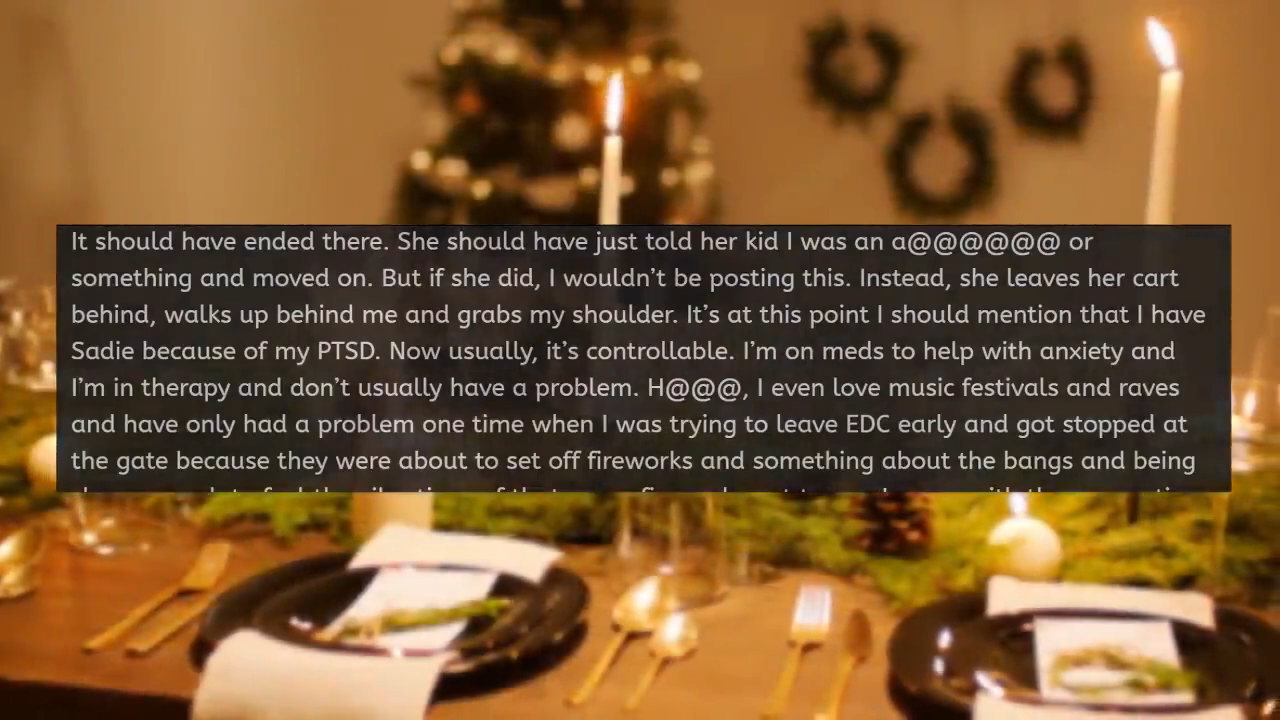 It should have ended there. She should have just told her kid I was an a@@@@@@ or
something and moved on. But if she did, I wouldn’t be posting this. Instead, she leaves her cart
behind, walks up behind me and grabs my shoulder. It’s at this point I should mention that I have
Sadie because of my PTSD. Now usually, it’s controllable. I’m on meds to help with anxiety and
I’m in therapy and don’t usually have a problem. H@@@, I even love music festivals and raves
and have only had a problem one time when I was trying to leave EDC early and got stopped at
the gate because they were about to set off fireworks and something about the bangs and being